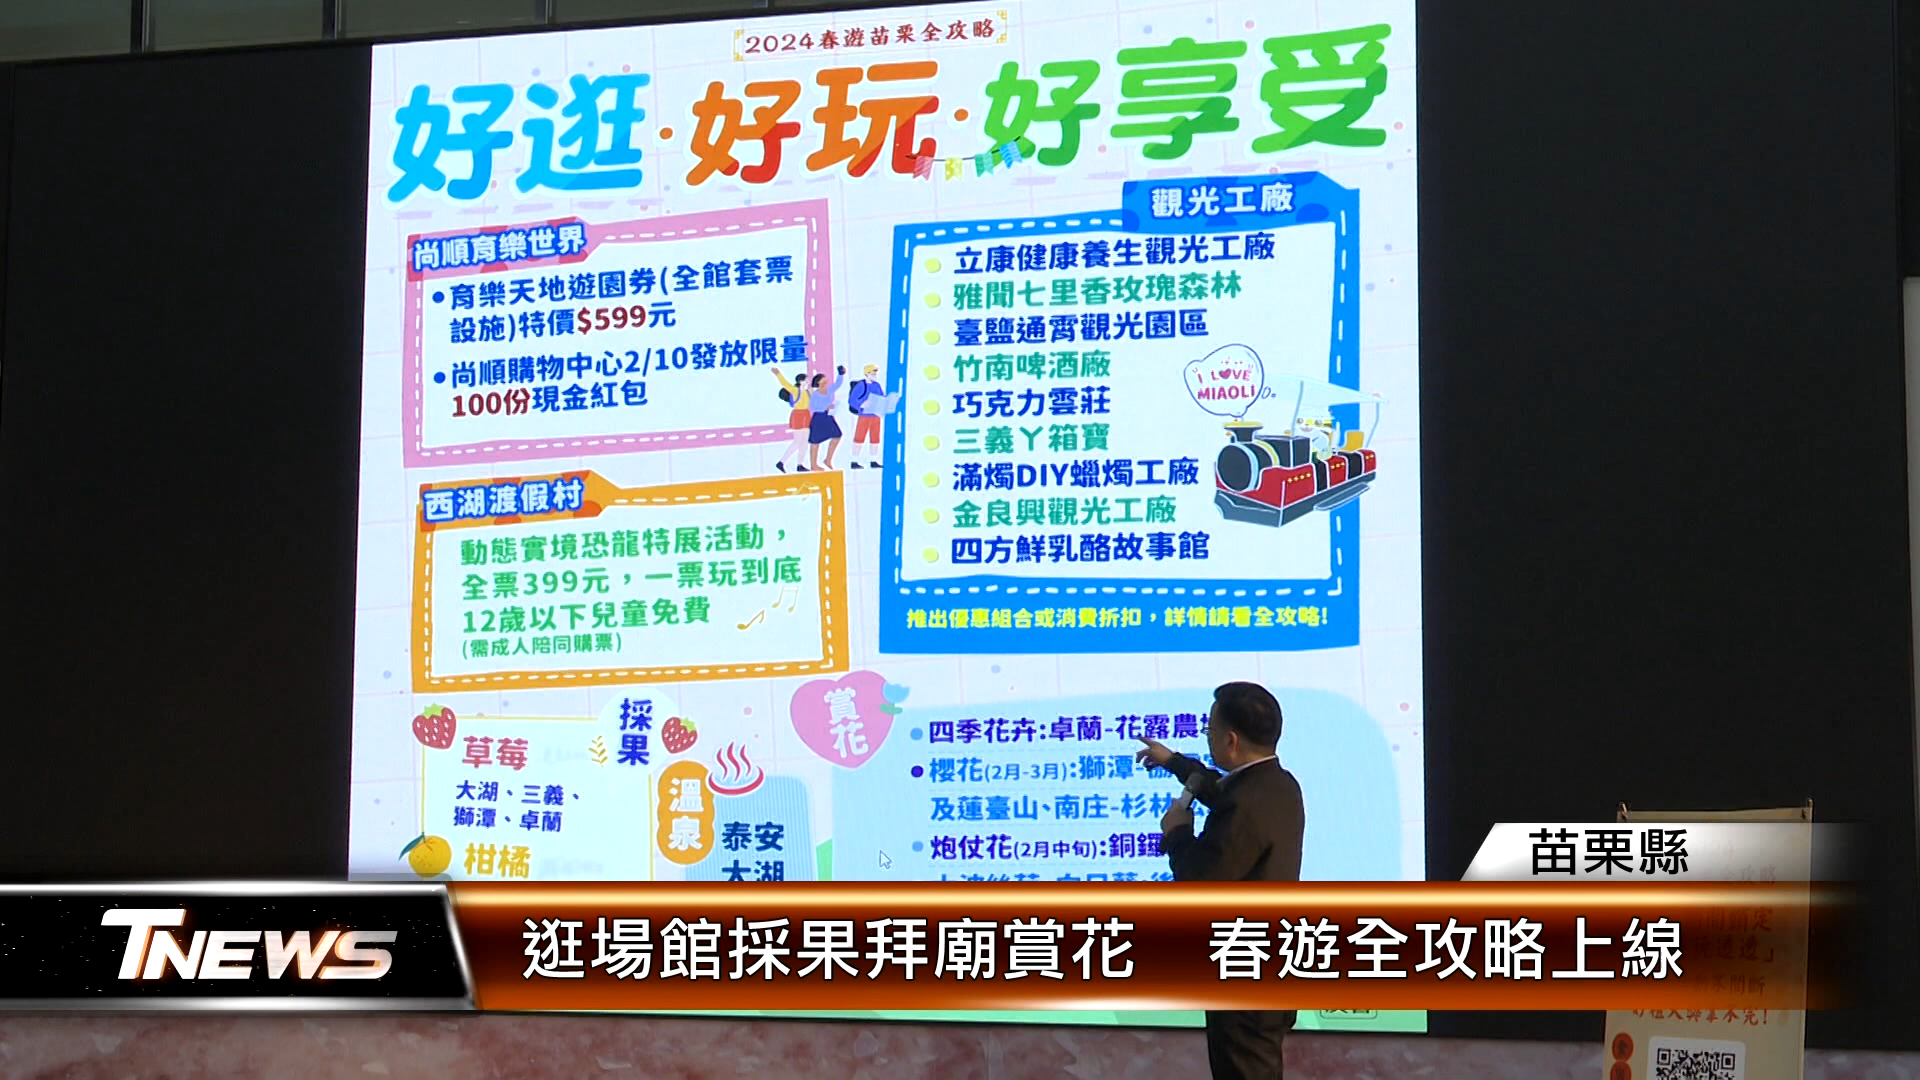 2024春遊苗栗全攻略
好逛·好玩·好享受
尚順育樂世界
•育樂天地遊園券(全館套票
設施)特價$599元
•尚順購物中心2/10發放限量
100份現金紅包
西湖渡假村
動態實境恐龍特展活動，
全票399元，一票玩到底
12歲以下兒童免費
(需成人陪同購票)
觀光工廠
立康健康養生觀光工廠
雅聞七里香玫瑰森林
臺鹽通霄觀光園區
竹南啤酒廠
巧克力雲莊
三義丫箱寶
滿燭DIY蠟燭工廠
金良興觀光工廠
四方鮮乳酪故事館
推出優惠組合或消費折扣，詳情請看全攻略!
I LOVE
MIAOLI
採果
草莓
大湖、三義、
獅潭、卓蘭
柑橘
溫泉
泰安
大湖
賞花
•四季花卉:卓蘭-花露農
•櫻花(2月-3月):獅潭-
及蓮臺山、南庄-杉林
•炮仗花(2月中旬):銅鑼
苗栗縣
TNEWS
逛場館採果拜廟賞花 春遊全攻略上線